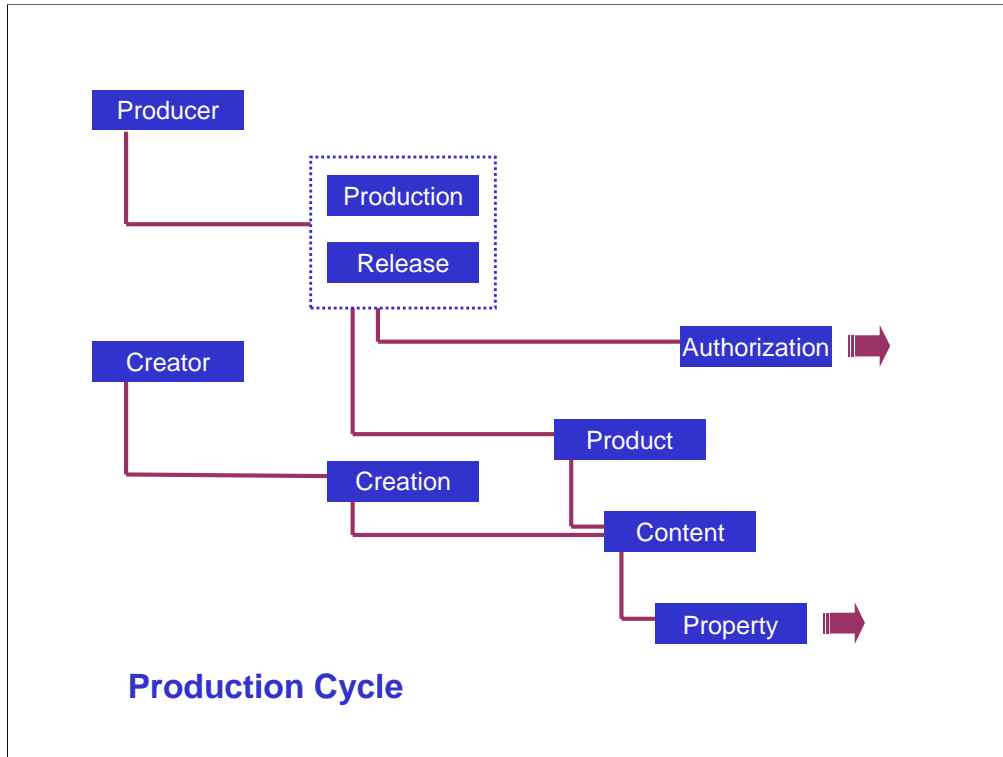 Producer
Production
Release
Authorization
Creator
Product
Creation
Content
Property
Production Cycle